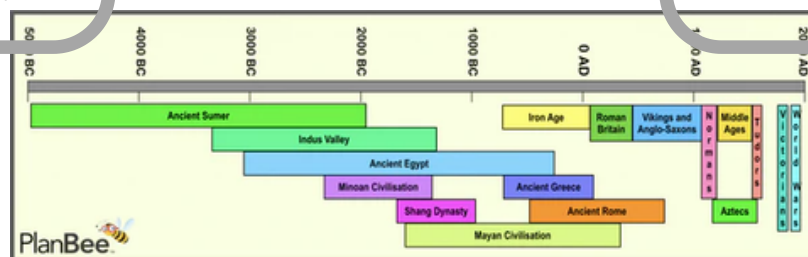 4000 BC
3000 BC
2000 BC
1000 BC
0 AD
Ancient Sumer
Iron Age
Roman
Britain
Vikings and
Anglo-Saxons
Normans
Middle
Ages
Tudors
Victorians
World Wars
Indus Valley
Ancient Egypt
Minoan Civilisation
Ancient Greece
Shang Dynasty
Ancient Rome
Aztecs
Mayan Civilisation
PlanBee